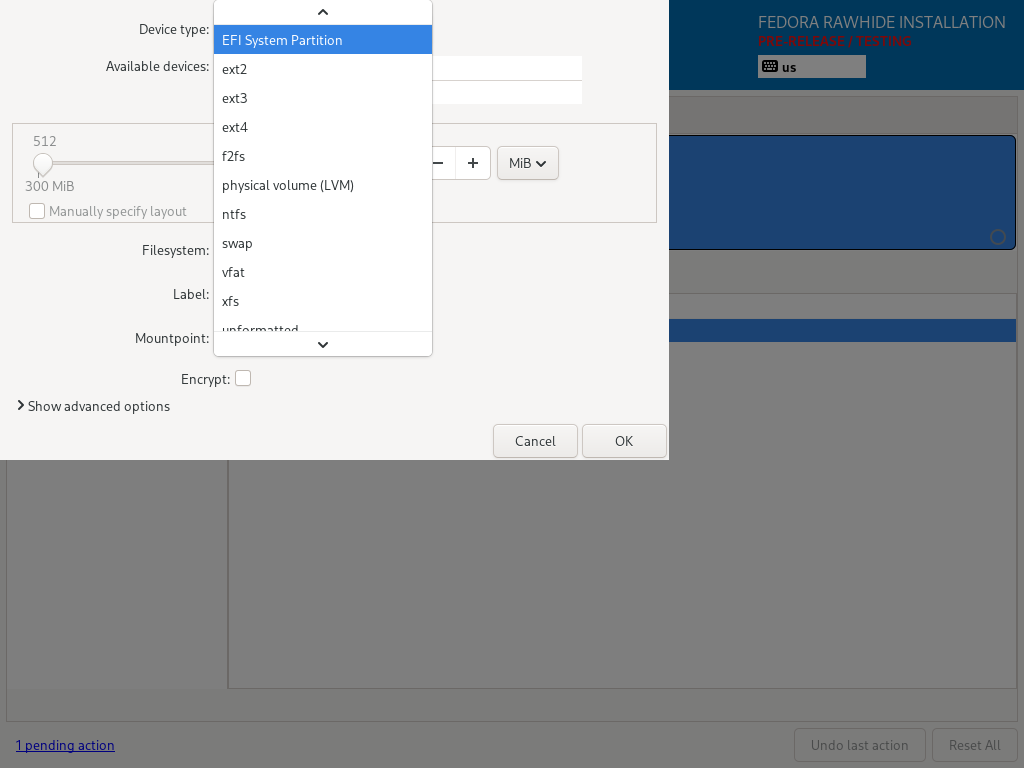 Device type:
FEDORA RAWHIDE INSTALLATION
PRE-RELEASE / TESTING
us
EFI System Partition
Available devices:
ext2
ext3
ext4
512
f2fs
MiB
300 MiB
physical volume (LVM)
Manually specify layout
ntfs
swap
Filesystem:
vfat
Label:
xfs
unformatted
Mountpoint:
Encrypt:
Show advanced options
Cancel
OK
1 pending action
Undo last action
Reset All